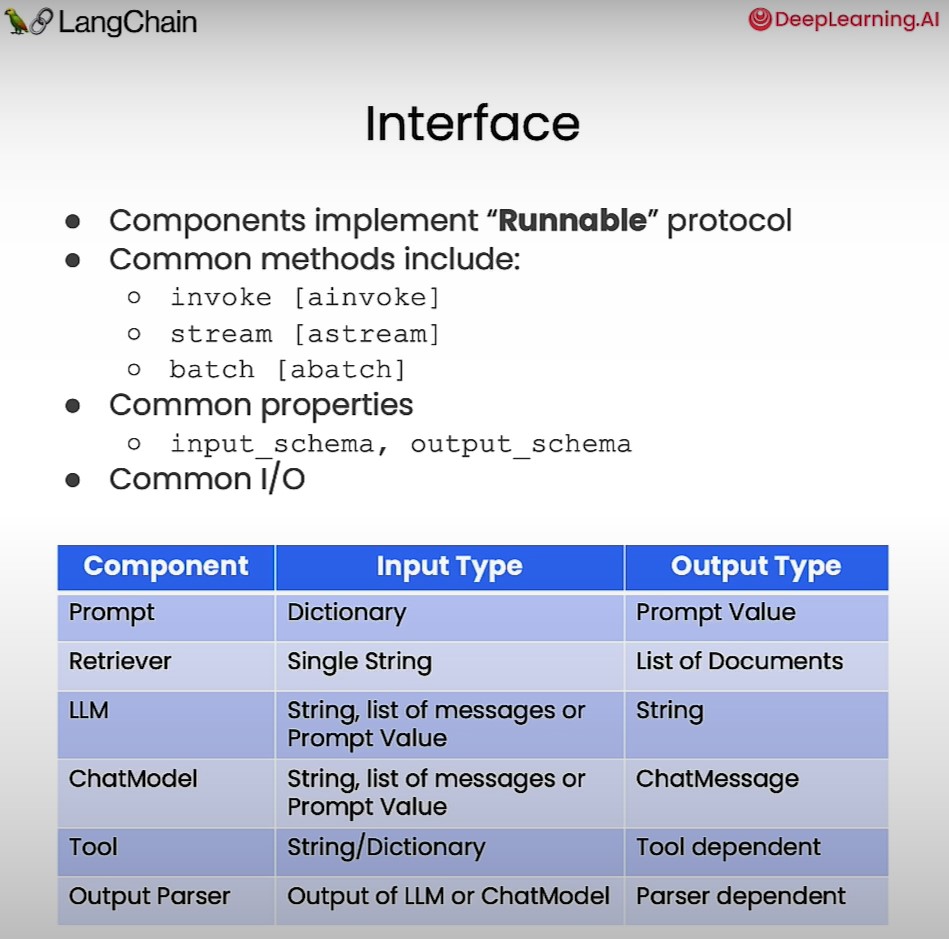 LangChain
DeepLearning.AI
Interface
● Components implement “Runnable” protocol
● Common methods include:
○ invoke [ainvoke]
○ stream [astream]
○ batch [abatch]
● Common properties
○ input_schema, output_schema
● Common I/O
Component Input Type Output Type
Prompt Dictionary Prompt Value
Retriever Single String List of Documents
LLM String, list of messages or Prompt Value String
ChatModel String, list of messages or Prompt Value ChatMessage
Tool String/Dictionary Tool dependent
Output Parser Output of LLM or ChatModel Parser dependent